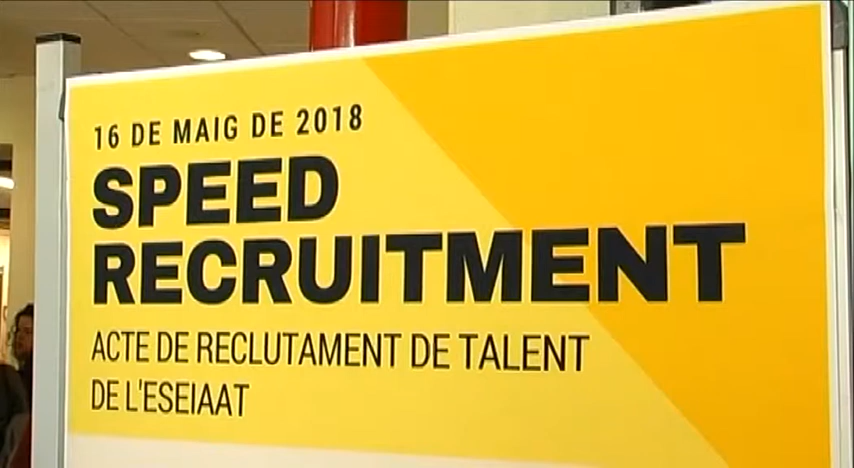 16 DE MAIG DE 2018
SPEED
RECRUITMENT
ACTE DE RECLUTAMENT DE TALENT
DE L'ESEIAAT